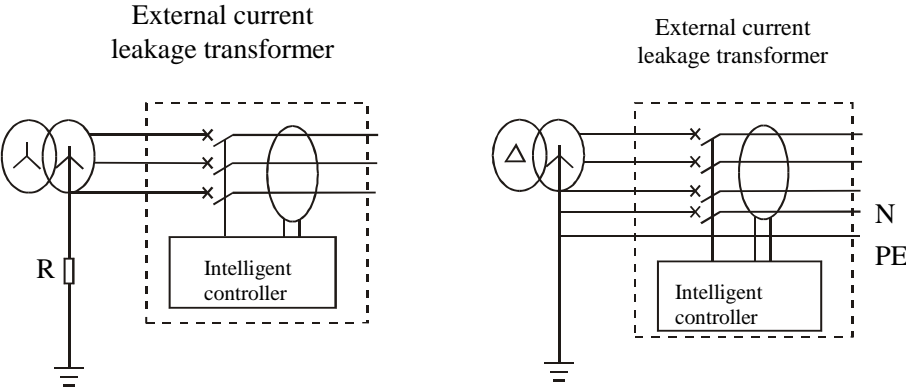 External current
leakage transformer
R
Intelligent
controller
External current
leakage transformer
N
PE
Intelligent
controller